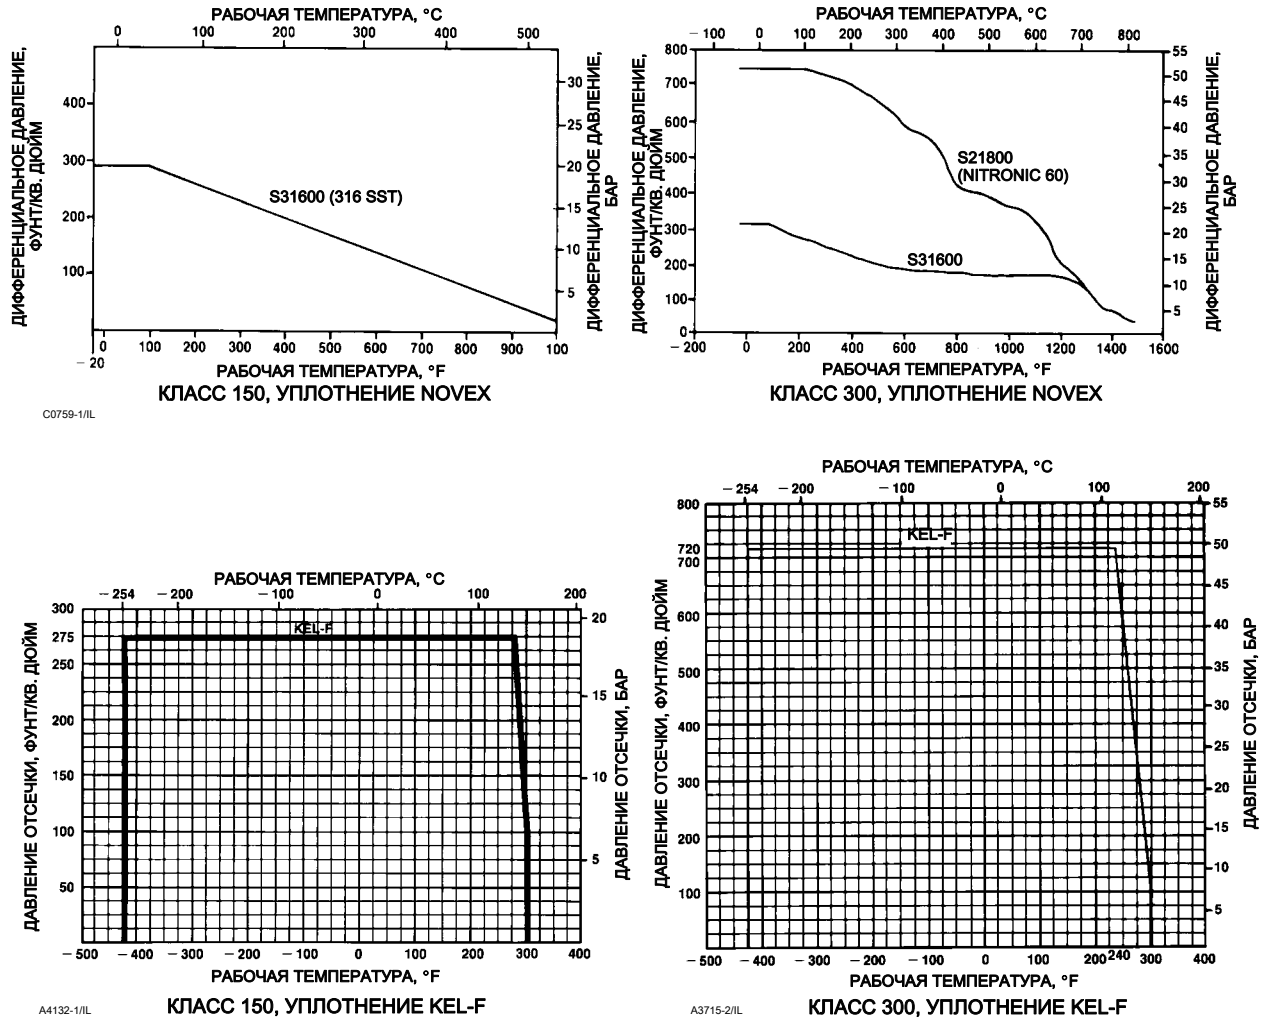 РАБОЧАЯ ТЕМПЕРАТУРА, °C
0 100 200 300 400 500
ДИФФЕРЕНЦИАЛЬНОЕ ДАВЛЕНИЕ,
ФУНТ/КВ. ДЮЙМ
400
300
200
100
S31600 (316 SST)
30
25
20
15
10
5
ДИФФЕРЕНЦИАЛЬНОЕ ДАВЛЕНИЕ,
БАР
0 100 200 300 400 500 600 700 800 900 100
– 20
РАБОЧАЯ ТЕМПЕРАТУРА, °F
КЛАСС 150, УПЛОТНЕНИЕ NOVEX
C0759-1/IL
РАБОЧАЯ ТЕМПЕРАТУРА, °C
– 100 0 100 200 300 400 500 600 700 800
ДИФФЕРЕНЦИАЛЬНОЕ ДАВЛЕНИЕ,
ФУНТ/КВ. ДЮЙМ
800
700
600
500
400
300
200
100
0
S21800
(NITRONIC 60)
S31600
55
50
45
40
35
30
25
20
15
10
5
ДИФФЕРЕНЦИАЛЬНОЕ ДАВЛЕНИЕ,
БАР
– 200 0 200 400 600 800 1000 1200 1400 1600
РАБОЧАЯ ТЕМПЕРАТУРА, °F
КЛАСС 300, УПЛОТНЕНИЕ NOVEX
РАБОЧАЯ ТЕМПЕРАТУРА, °C
– 254 – 200 – 100 0 100 200
ДАВЛЕНИЕ ОТСЕЧКИ, ФУНТ/КВ. ДЮЙМ
300
275
250
200
150
100
50
KEL-F
20
15
10
5
ДАВЛЕНИЕ ОТСЕЧКИ, БАР
– 500 – 400 – 300 – 200 – 100 0 100 200 300 400
РАБОЧАЯ ТЕМПЕРАТУРА, °F
КЛАСС 150, УПЛОТНЕНИЕ KEL-F
A4132-1/IL
РАБОЧАЯ ТЕМПЕРАТУРА, °C
– 254 – 200 – 100 0 100 200
ДАВЛЕНИЕ ОТСЕЧКИ, ФУНТ/КВ. ДЮЙМ
800
720
700
600
500
400
300
200
100
KEL-F
55
50
45
40
35
30
25
20
15
10
5
ДАВЛЕНИЕ ОТСЕЧКИ, БАР
– 500 – 400 – 300 – 200 – 100 0 100 200 240 300 400
РАБОЧАЯ ТЕМПЕРАТУРА, °F
КЛАСС 300, УПЛОТНЕНИЕ KEL-F
A3715-2/IL